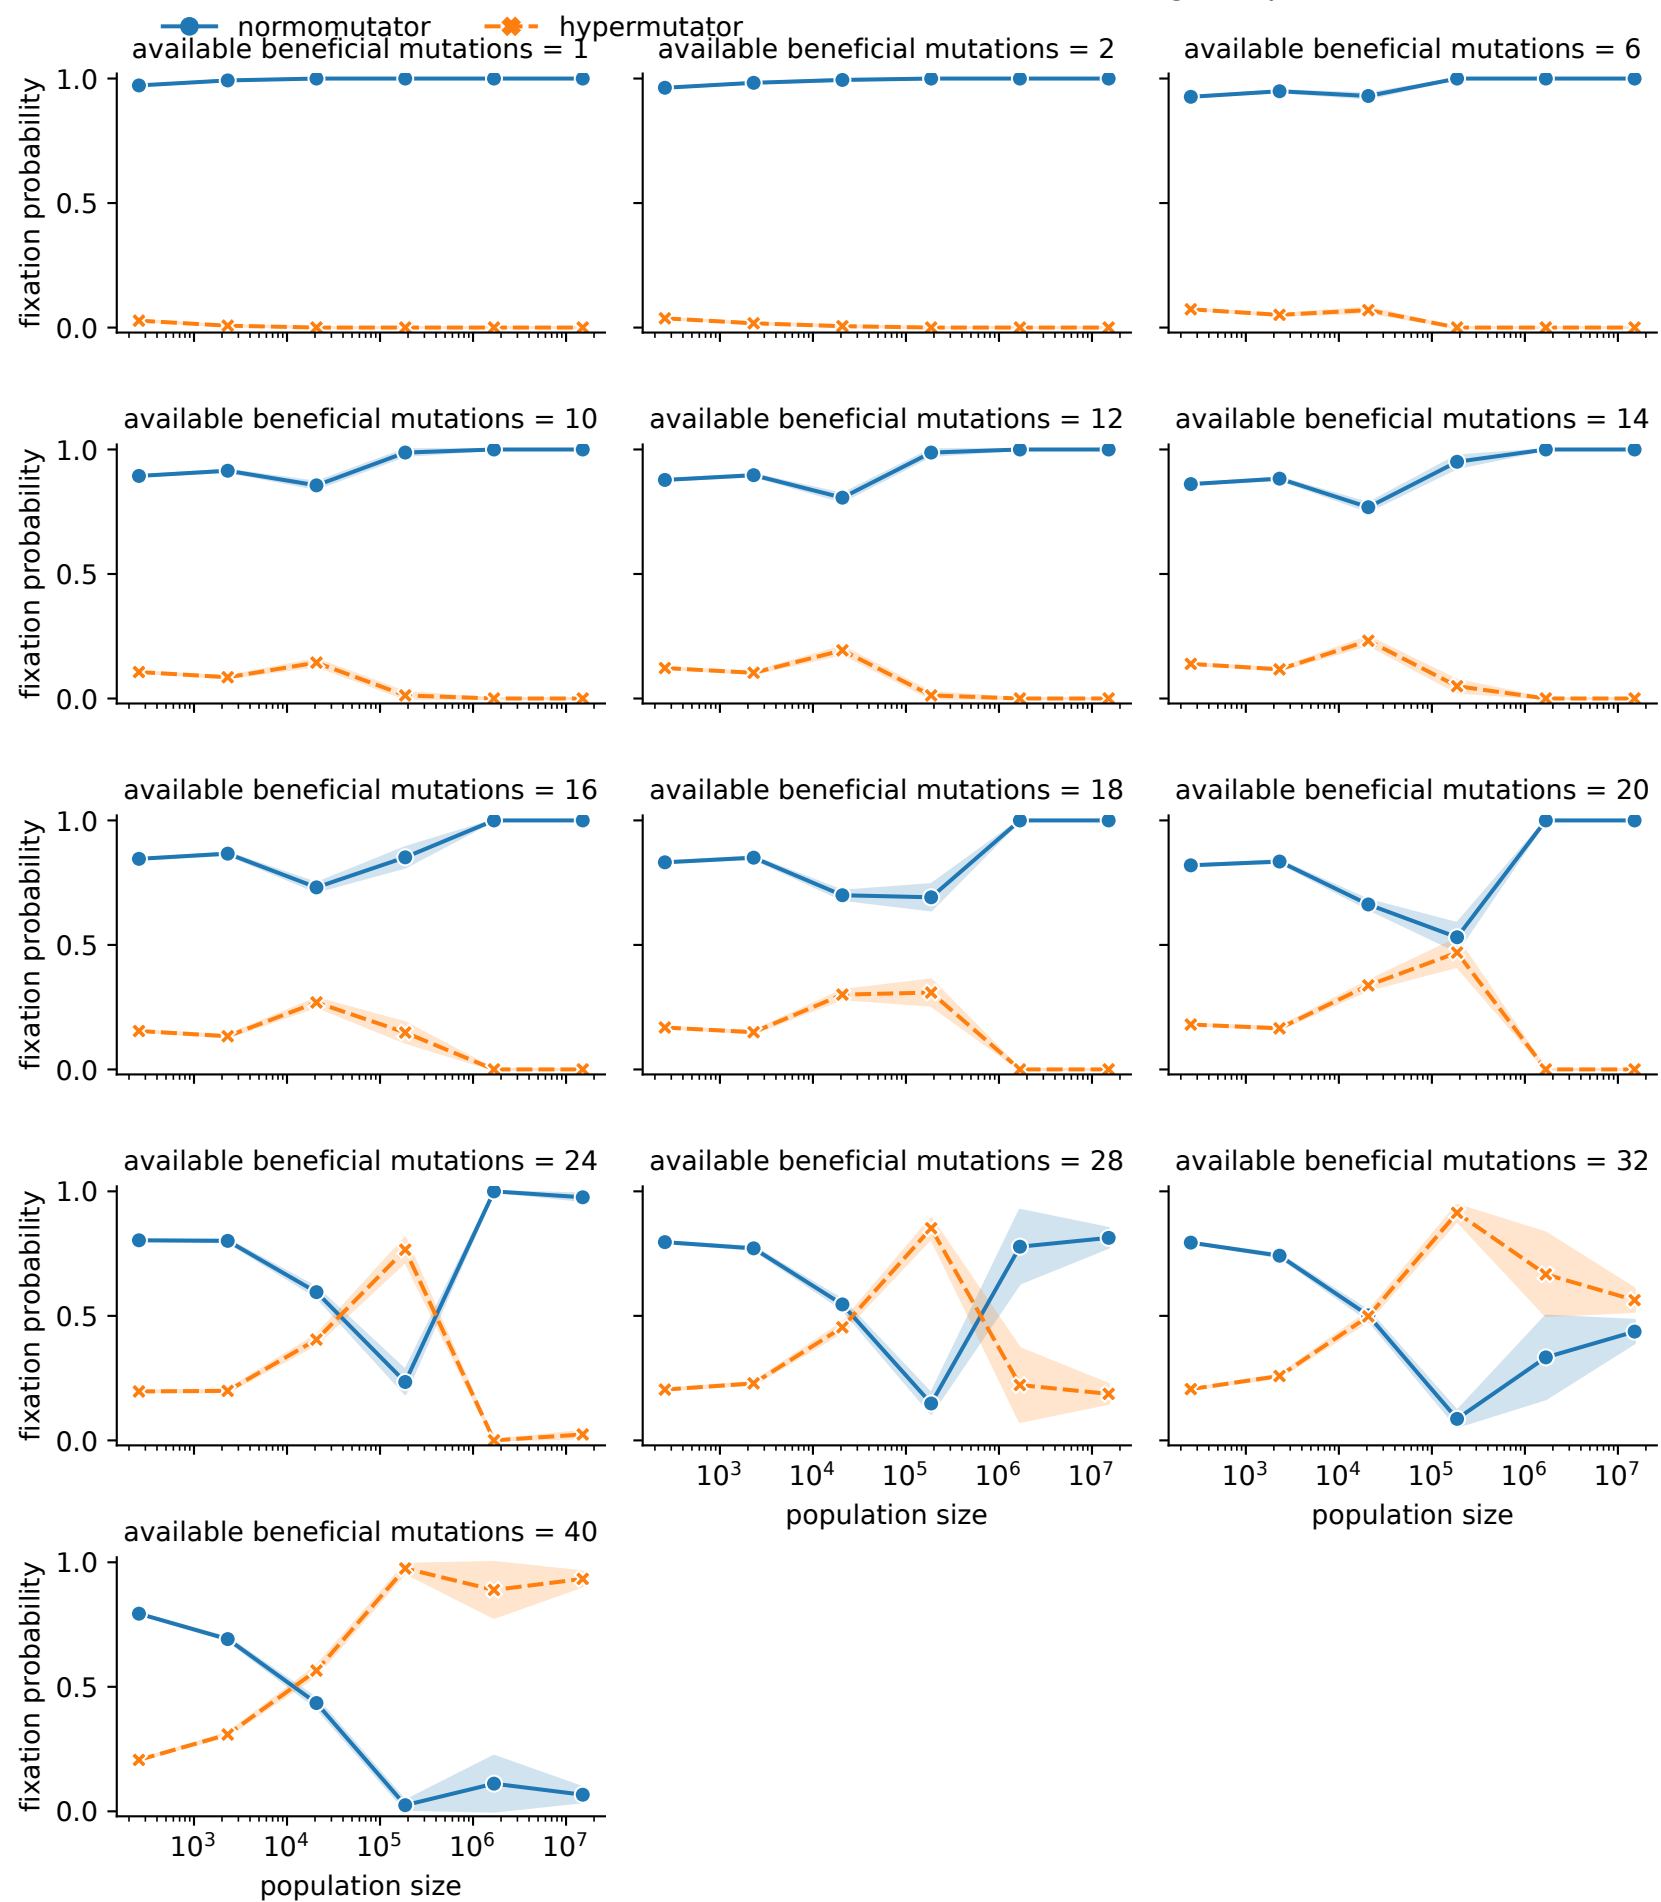 normomutator hypermutator
available beneficial mutations = 1
available beneficial mutations = 2
available beneficial mutations = 6
fixation probability
1.0
0.5
0.0
available beneficial mutations = 10
available beneficial mutations = 12
available beneficial mutations = 14
fixation probability
1.0
0.5
0.0
available beneficial mutations = 16
available beneficial mutations = 18
available beneficial mutations = 20
fixation probability
1.0
0.5
0.0
available beneficial mutations = 24
available beneficial mutations = 28
available beneficial mutations = 32
fixation probability
1.0
0.5
0.0
10³ 10⁴ 10⁵ 10⁶ 10⁷
population size
10³ 10⁴ 10⁵ 10⁶ 10⁷
population size
available beneficial mutations = 40
fixation probability
1.0
0.5
0.0
10³ 10⁴ 10⁵ 10⁶ 10⁷
population size